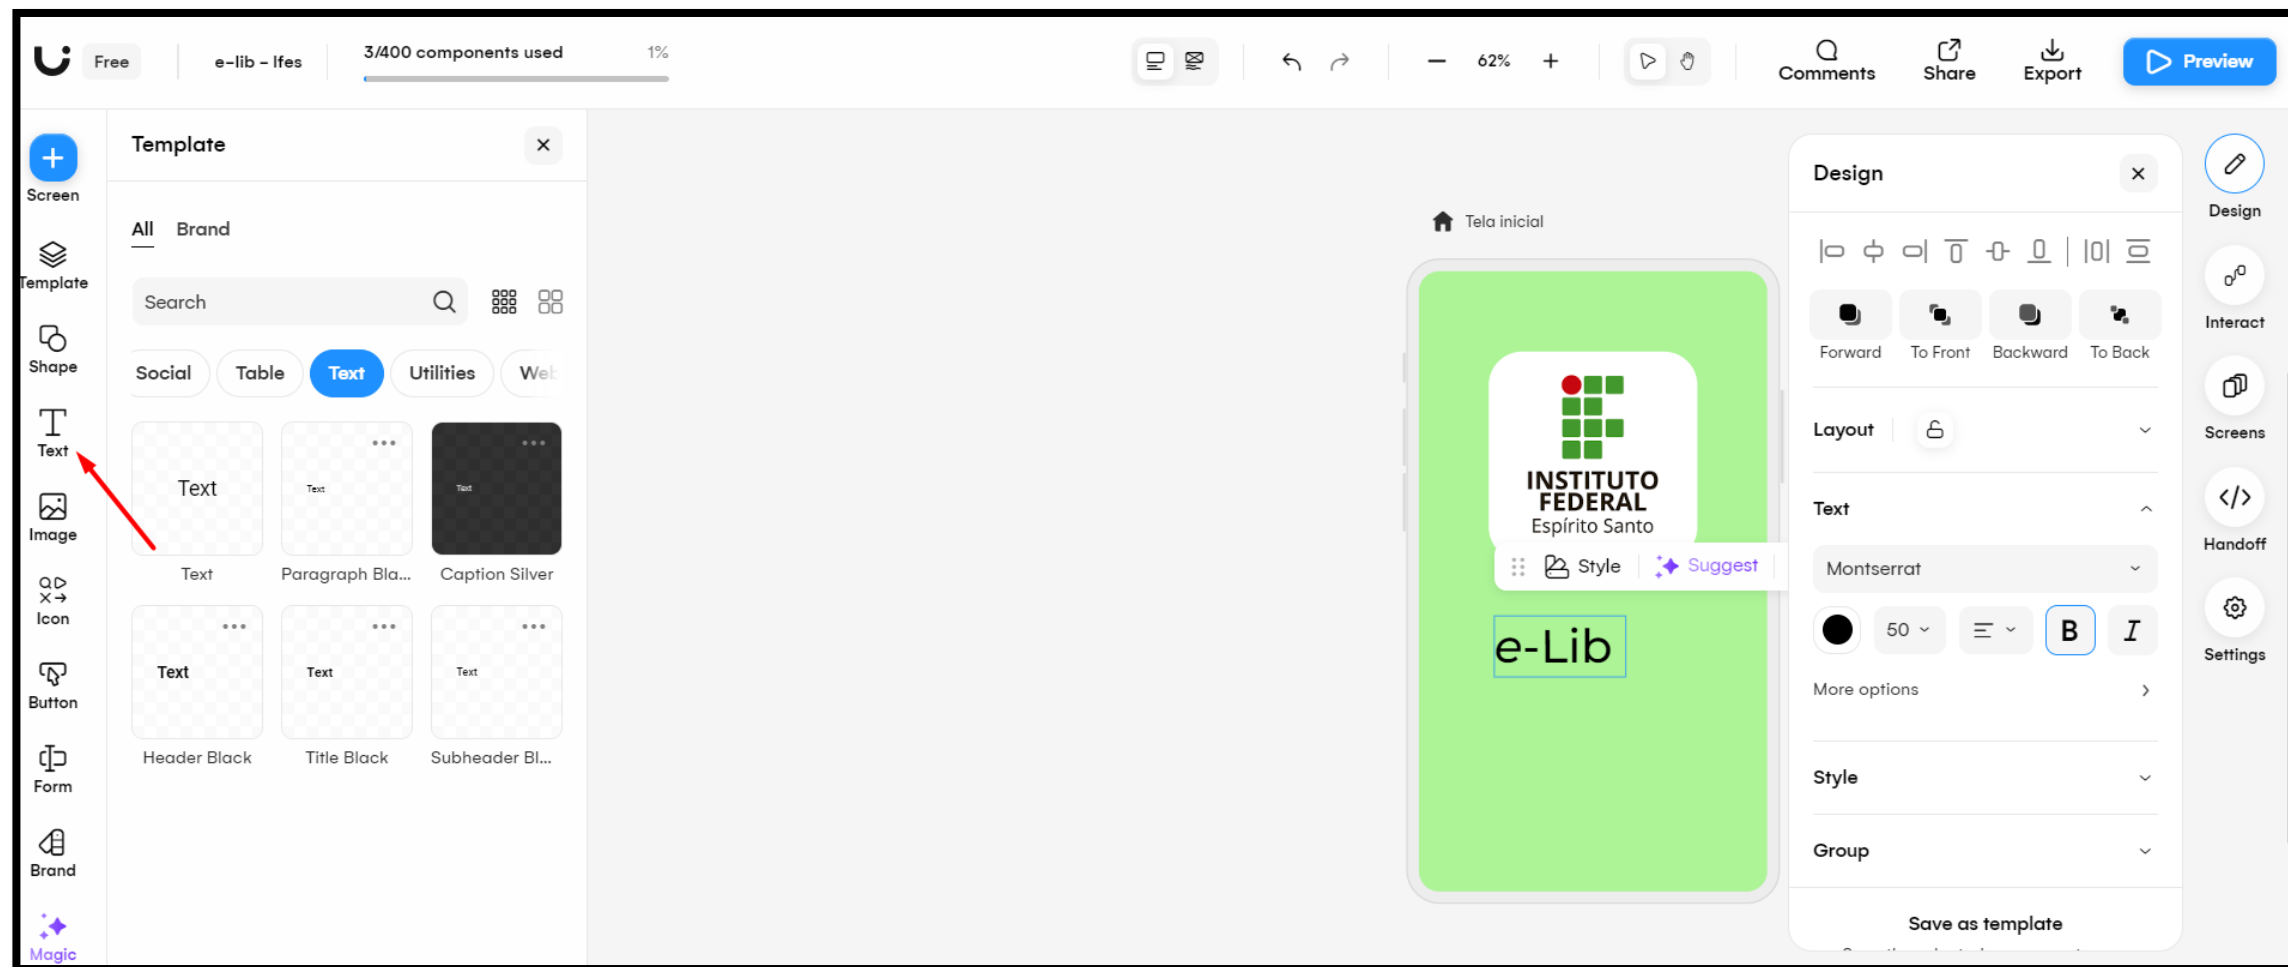 Free
e-lib - Ifes
3/400 components used 1%
62%
Comments
Share
Export
Preview
Screen
Template
Shape
Text
Image
Icon
Button
Form
Brand
Magic
Template
All Brand
Search
Social Table Text Utilities Web
Text Text Text
Text Paragraph Bla... Caption Silver
Text Text Text
Header Black Title Black Subheader Bl...
Tela inicial
INSTITUTO
FEDERAL
Espírito Santo
Style Suggest
e-Lib
Design
Forward To Front Backward To Back
Layout
Text
Montserrat
50 B I
More options
Style
Group
Save as template
Design
Interact
Screens
Handoff
Settings